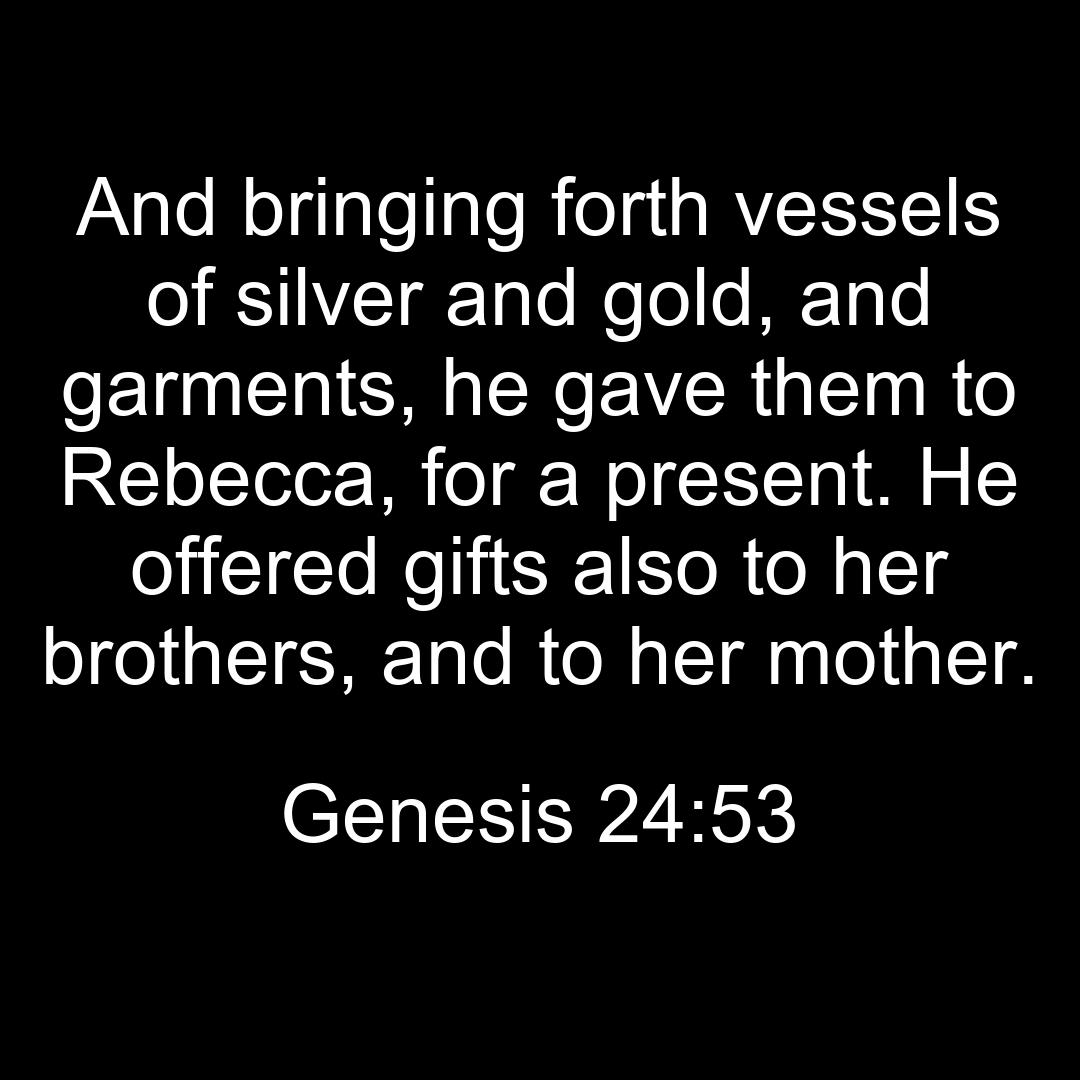 And bringing forth vessels
of silver and gold, and
garments, he gave them to
Rebecca, for a present. He
offered gifts also to her
brothers, and to her mother.
Genesis 24:53